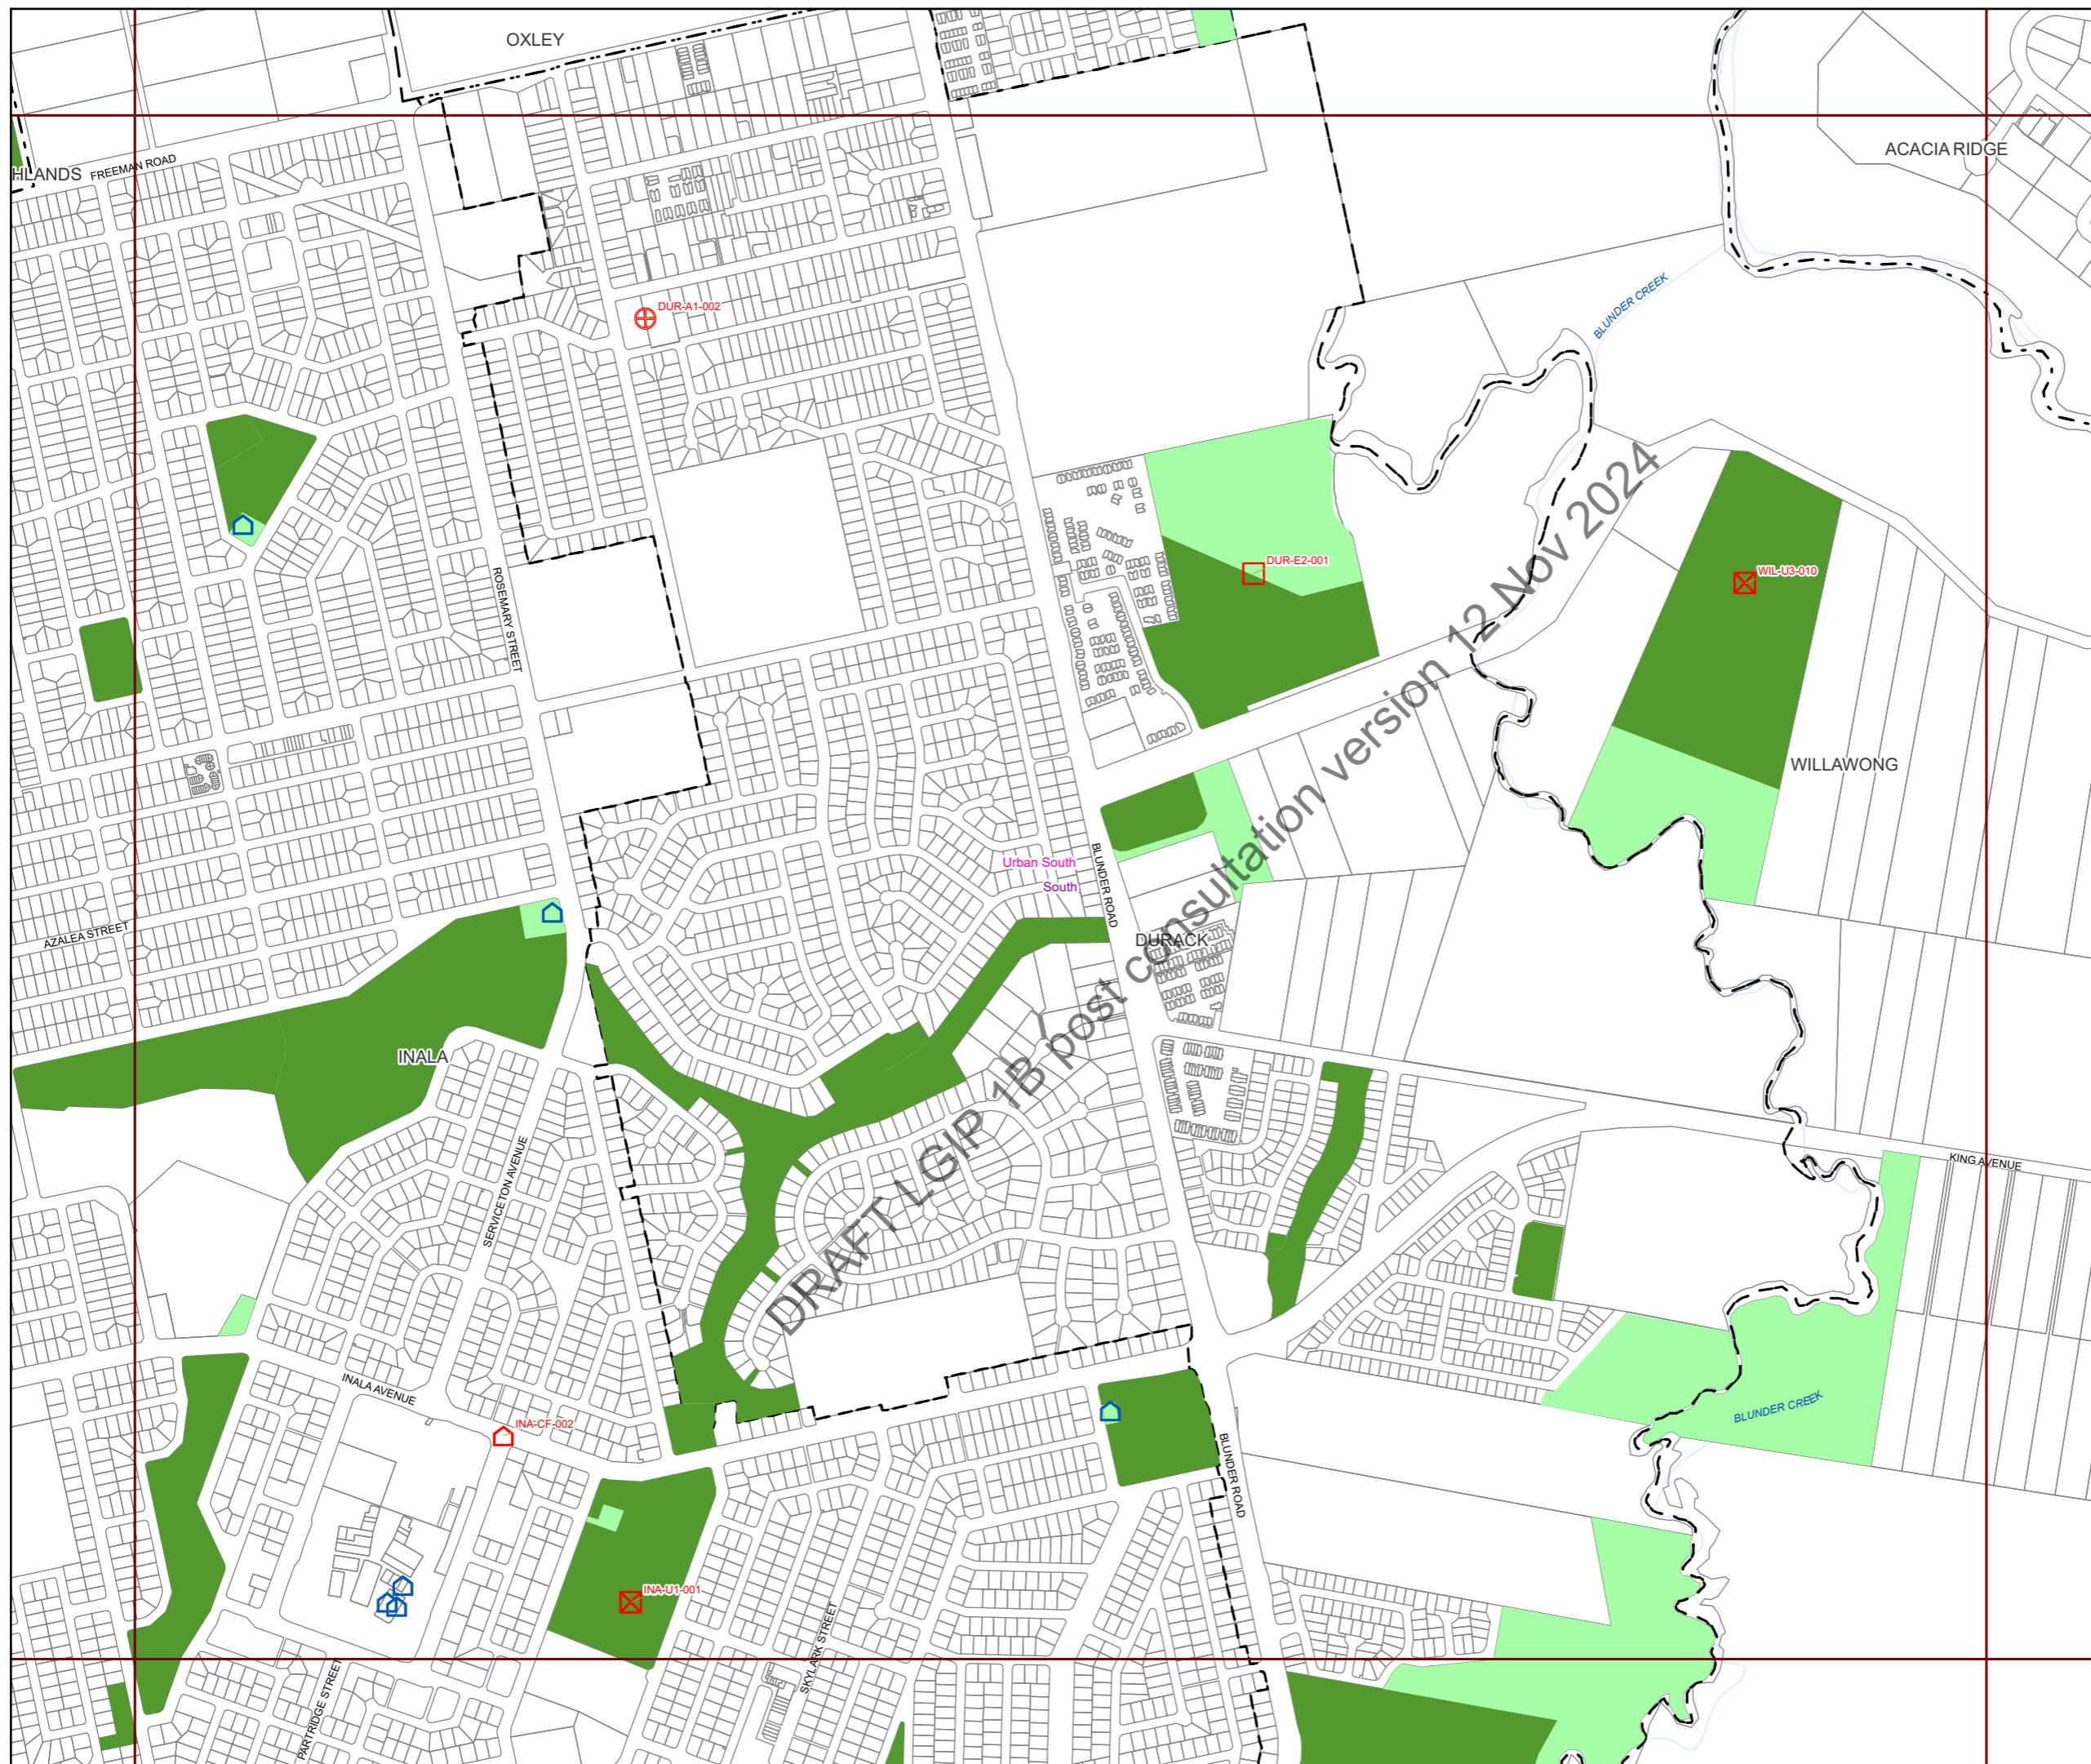 OXLEY
ACACIA RIDGE
FREEMAN ROAD
HLANDS
BLUNDER CREEK
DUR-A1-002
DUR-E2-001
WIL-U3-010
ROSEMARY STREET
WILLAWONG
Urban South
South
BLUNDER ROAD
AZALEA STREET
DURACK
INALA
DRAFT LGIP 1B post consultation version 12 Nov 2024
SERVICETON AVENUE
KING AVENUE
INALA AVENUE
BLUNDER CREEK
INA-CF-002
BLUNDER ROAD
INA-U1-001
SKYLARK STREET
PARTRIDGE STREET